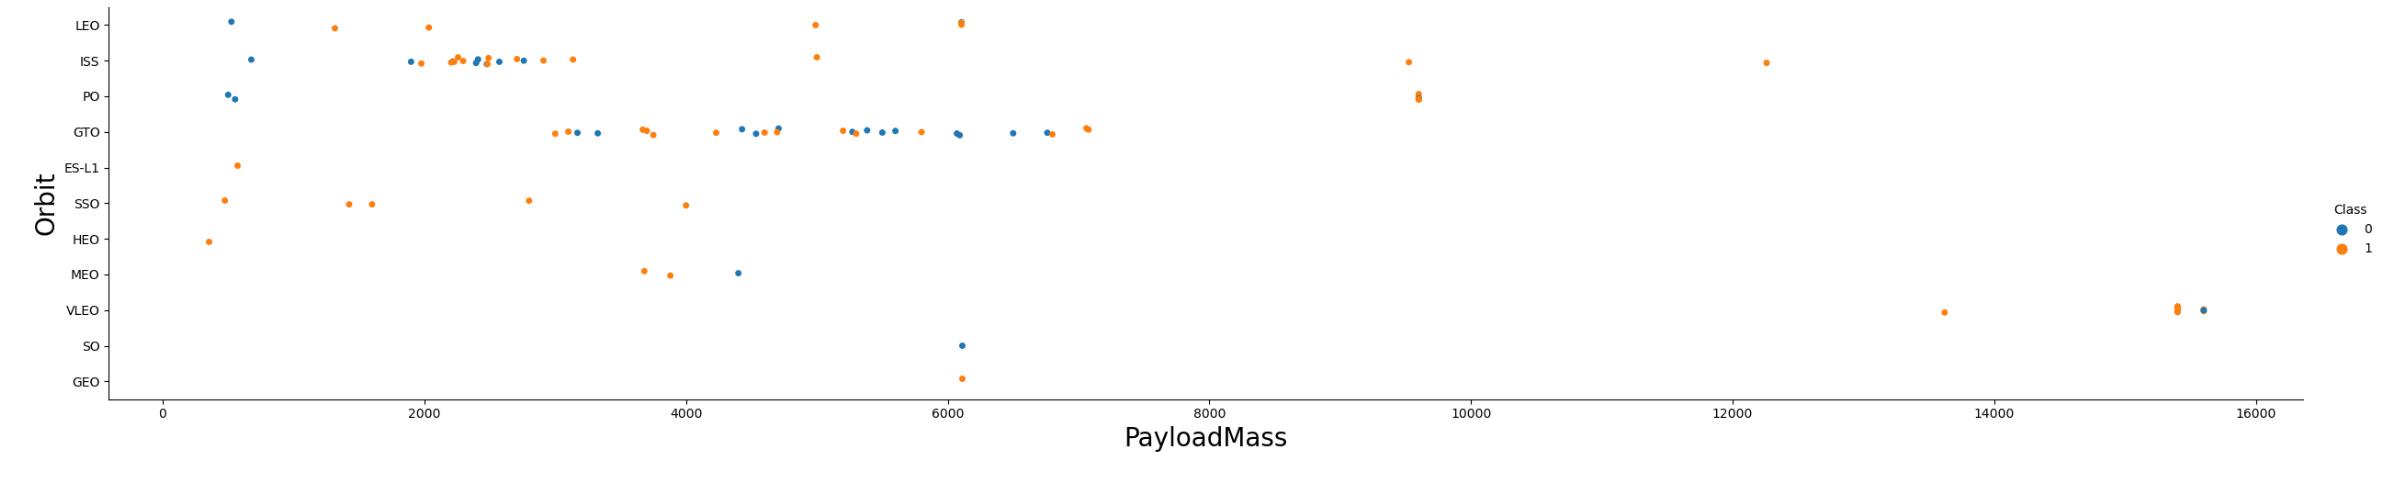 LEO
ISS
PO
GTO
ES-L1
SSO
HEO
MEO
VLEO
SO
GEO
Orbit
0 2000 4000 6000 8000 10000 12000 14000 16000
PayloadMass
Class
0
1